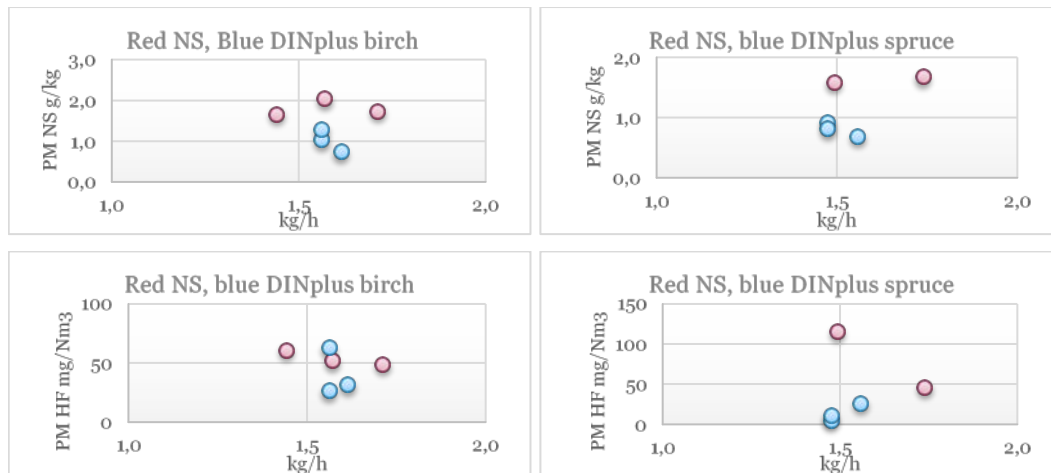 Red NS, Blue DINplus birch
PM NS g/kg
3,0
2,0
1,0
0,0
1,0
1,5
2,0
kg/h
Red NS, blue DINplus spruce
PM NS g/kg
2,0
1,0
0,0
1,0
1,5
2,0
kg/h
Red NS, blue DINplus birch
PM HF mg/Nm3
100
50
0
1,0
1,5
2,0
kg/h
Red NS, blue DINplus spruce
PM HF mg/Nm3
150
100
50
0
1,0
1,5
2,0
kg/h